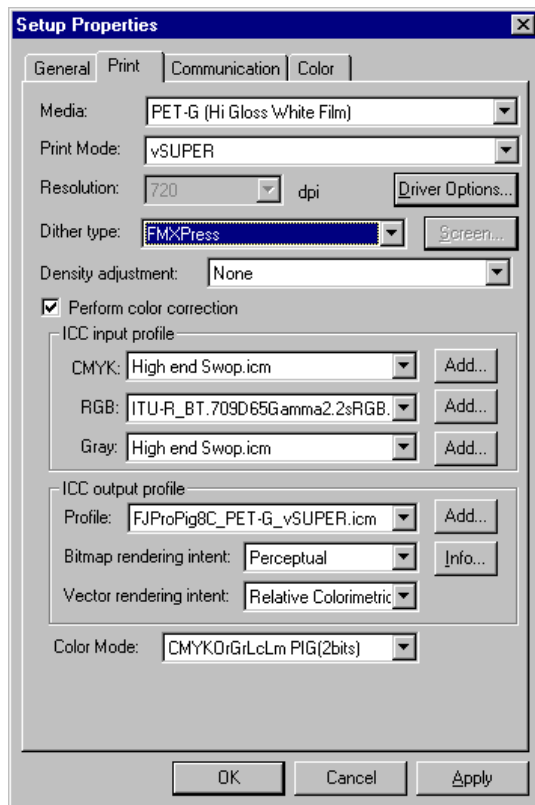 Setup Properties
General Print Communication Color
Media: PET-G (Hi Gloss White Film)
Print Mode: vSUPER
Resolution: 720 dpi Driver Options...
Dither type: FMXPress Screen...
Density adjustment: None
Perform color correction
ICC input profile
CMYK: High end Swop.icm Add...
RGB: ITU-R_BT.709D65Gamma2.2sRGB. Add...
Gray: High end Swop.icm Add...
ICC output profile
Profile: FJProPig8C_PET-G_vSUPER.icm Add...
Bitmap rendering intent: Perceptual Info...
Vector rendering intent: Relative Colorimetric
Color Mode: CMYKOrGrLcLm PIG(2bits)
OK Cancel Apply